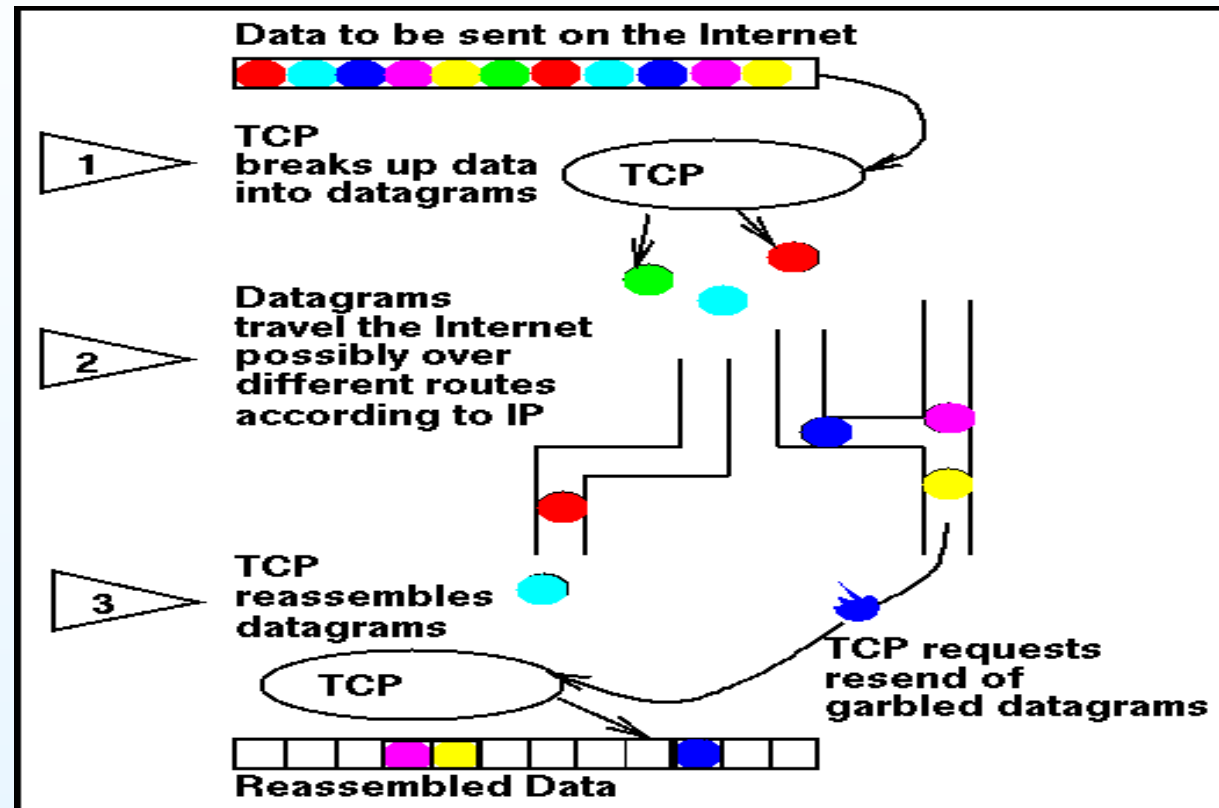 Data to be sent on the Internet
1
TCP
breaks up data
into datagrams
TCP
2
Datagrams
travel the Internet
possibly over
different routes
according to IP
3
TCP
reassembles
datagrams
TCP requests
resend of
garbled datagrams
TCP
Reassembled Data